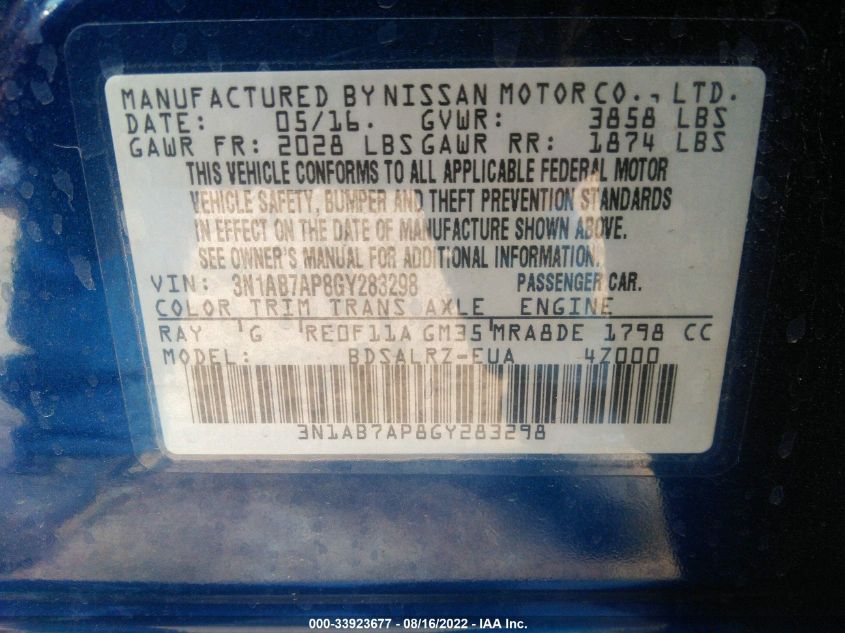 MANUFACTURED BY NISSAN MOTOR CO., LTD.
DATE: 05/16. GVWR: 3858 LBS
GAWR FR: 2028 LBS GAWR RR: 1874 LBS
THIS VEHICLE CONFORMS TO ALL APPLICABLE FEDERAL MOTOR
VEHICLE SAFETY, BUMPER AND THEFT PREVENTION STANDARDS
IN EFFECT ON THE DATE OF MANUFACTURE SHOWN ABOVE.
SEE OWNER'S MANUAL FOR ADDITIONAL INFORMATION.
VIN: 3N1AB7AP8GY283298 PASSENGER CAR.
COLOR TRIM TRANS AXLE ENGINE
RAY G RE0F11A GM35 MRA8DE 1798 CC
MODEL: BDSALRZ-EUA 4Z000
3N1AB7AP8GY283298
000-33923677 - 08/16/2022 - IAA Inc.